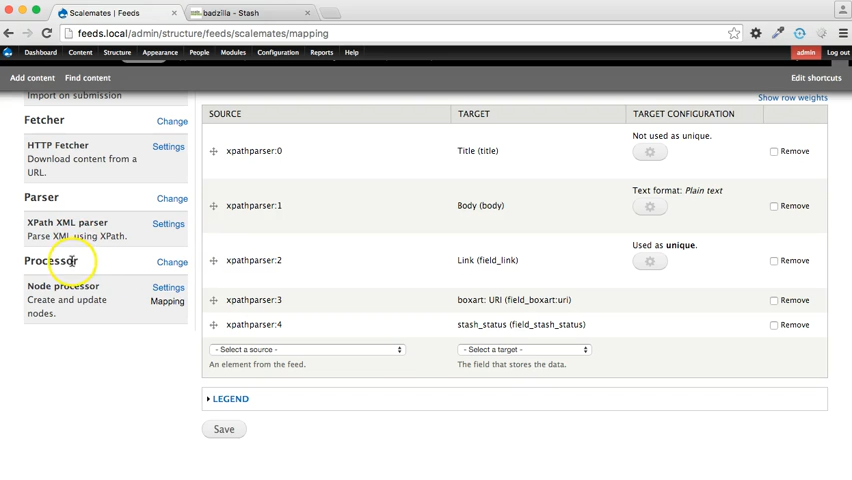 Scalemates | Feeds
badzilla - Stash
feeds.local/admin/structure/feeds/scalemates/mapping
Dashboard Content Structure Appearance People Modules Configuration Reports Help
admin Log out
Add content Find content
Edit shortcuts
Import on submission
Fetcher Change
HTTP Fetcher Settings
Download content from a
URL.
Parser Change
XPath XML parser Settings
Parse XML using XPath.
Processor Change
Node processor Settings
Create and update Mapping
nodes.
Show row weights
SOURCE TARGET TARGET CONFIGURATION
xpathparser:0 Title (title) Not used as unique. Remove
xpathparser:1 Body (body) Text format: Plain text Remove
xpathparser:2 Link (field_link) Used as unique. Remove
xpathparser:3 boxart: URI (field_boxart:uri) Remove
xpathparser:4 stash_status (field_stash_status) Remove
- Select a source - - Select a target -
An element from the feed. The field that stores the data.
LEGEND
Save